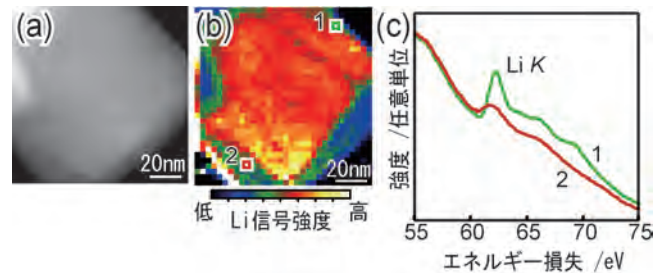 (a)
20nm
(b)
1
2
20nm
低 高
Li信号強度
(c)
Li K
1
2
強度 /任意単位
55 60 65 70 75
エネルギー損失 /eV